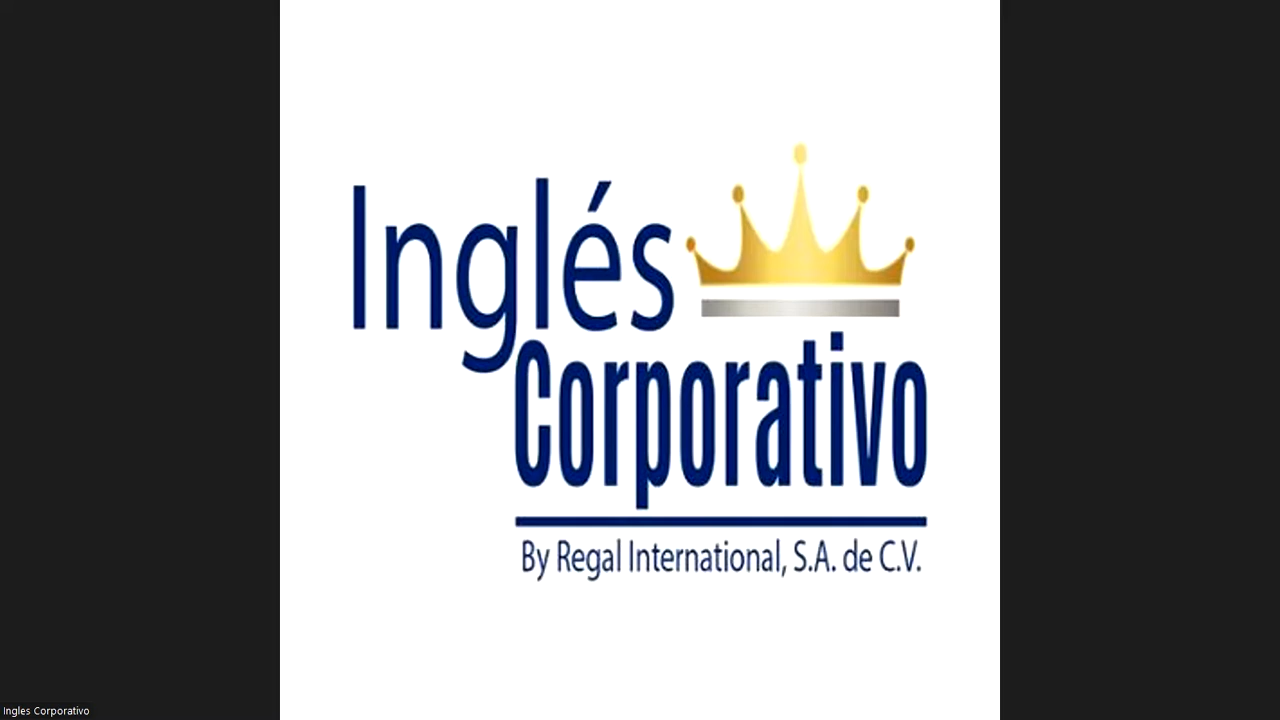 Inglés
Corporativo
By Regal International, S.A. de C.V.
Ingles Corporativo